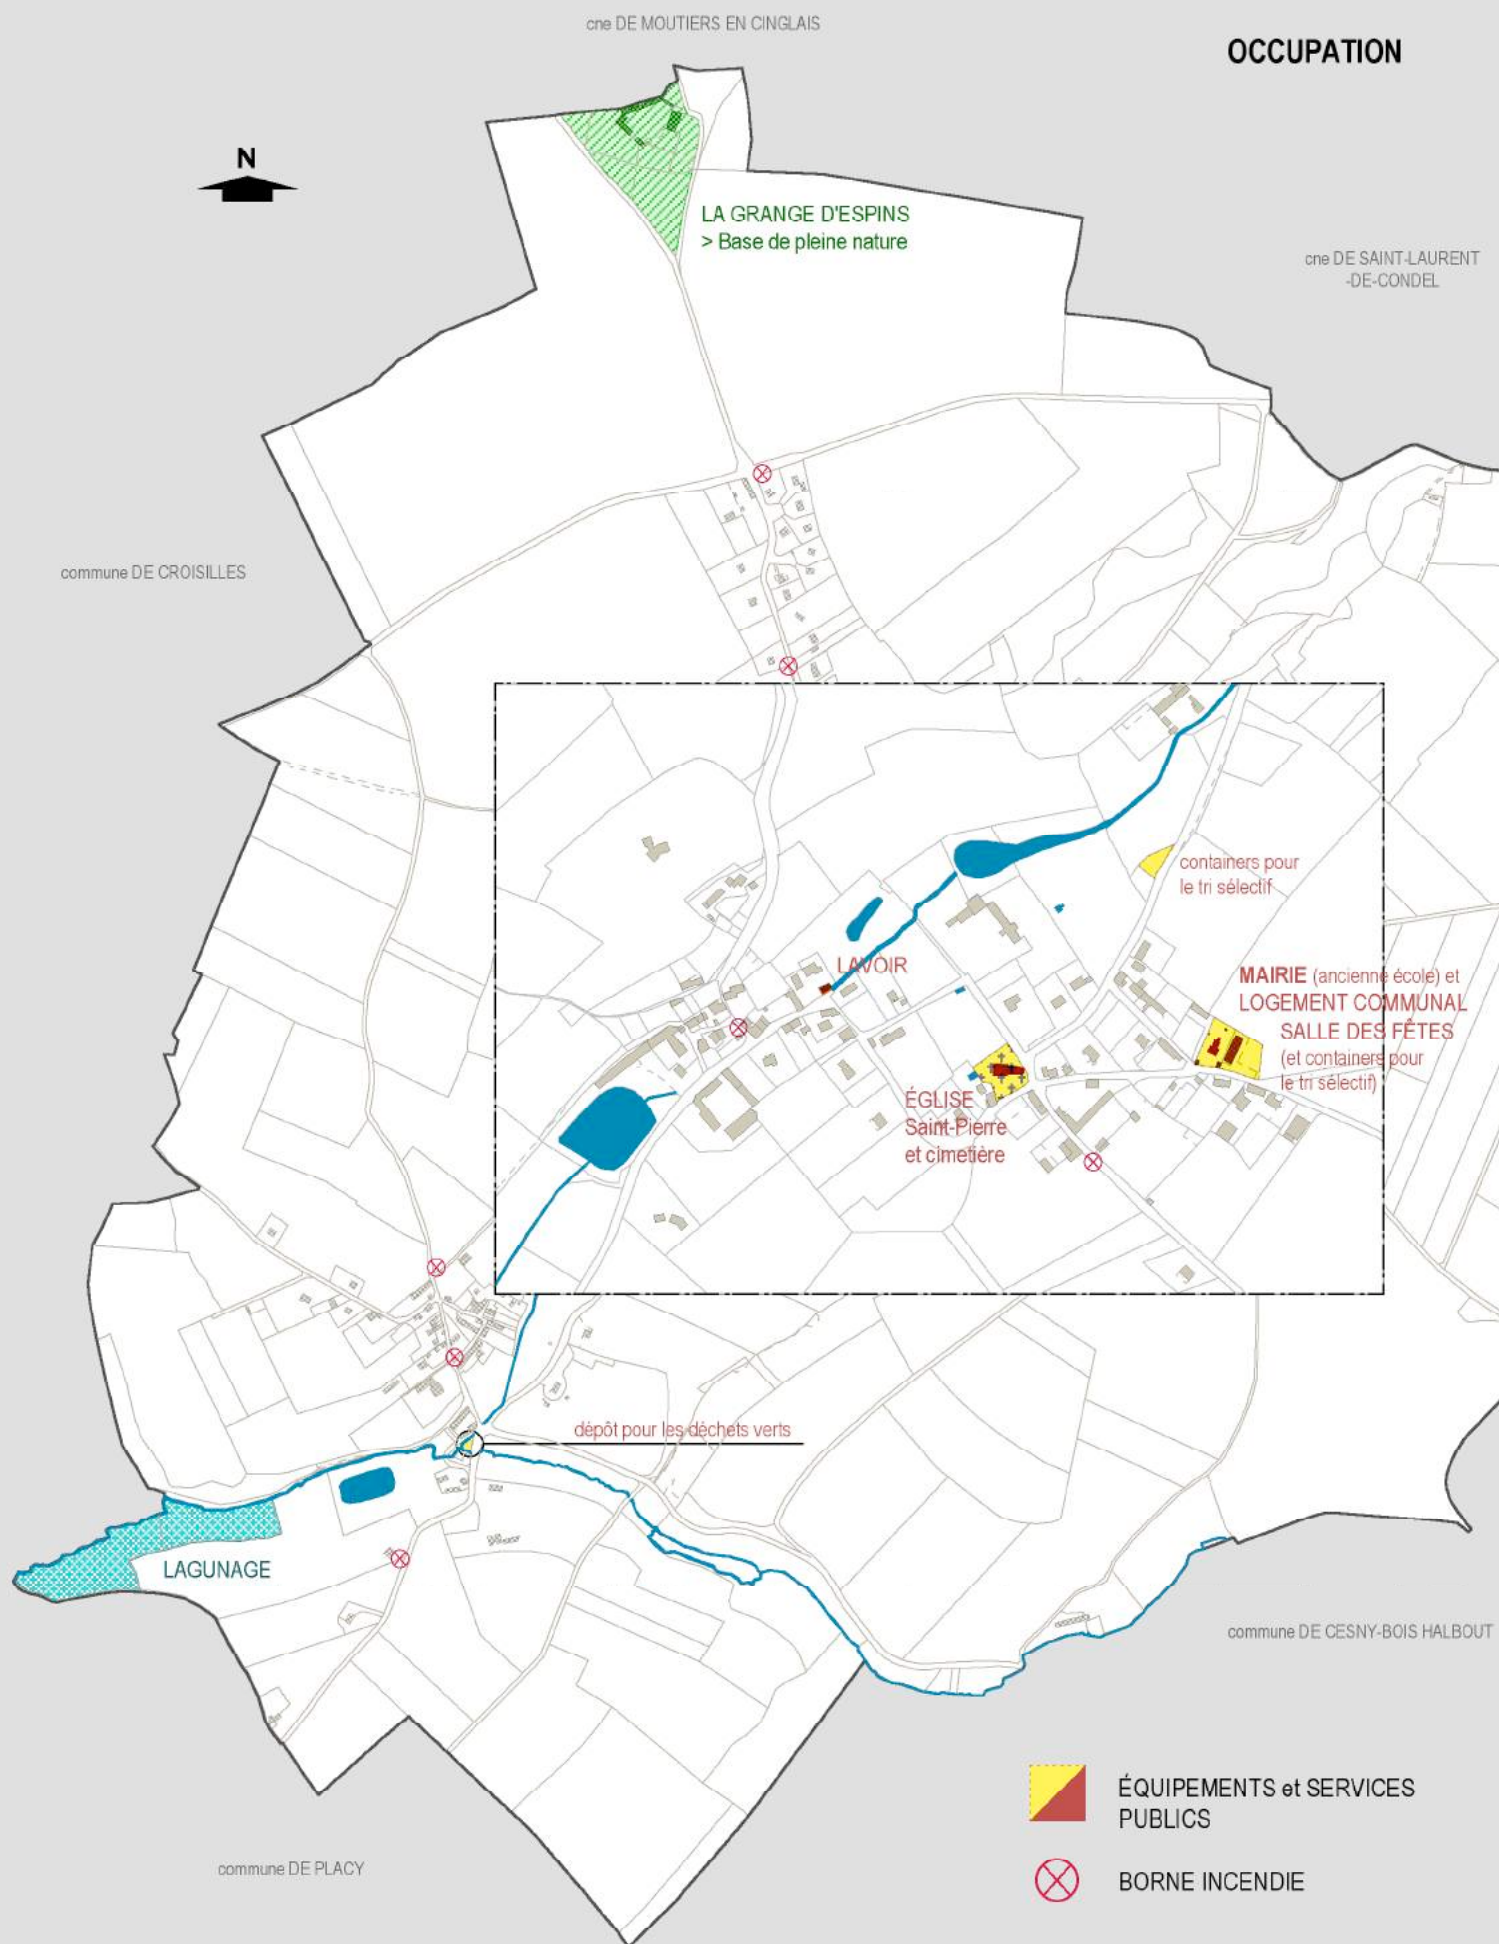 cne DE MOUTIERS EN CINGLAIS
OCCUPATION
N
LA GRANGE D'ESPINS
> Base de pleine nature
cne DE SAINT-LAURENT
-DE-CONDEL
commune DE CROISILLES
containers pour
le tri sélectif
LAVOIR
MAIRIE (ancienne école) et
LOGEMENT COMMUNAL
SALLE DES FÊTES
(et containers pour
le tri sélectif)
ÉGLISE
Saint-Pierre
et cimetière
dépôt pour les déchets verts
LAGUNAGE
commune DE CESNY-BOIS HALBOUT
ÉQUIPEMENTS et SERVICES
PUBLICS
commune DE PLACY
BORNE INCENDIE